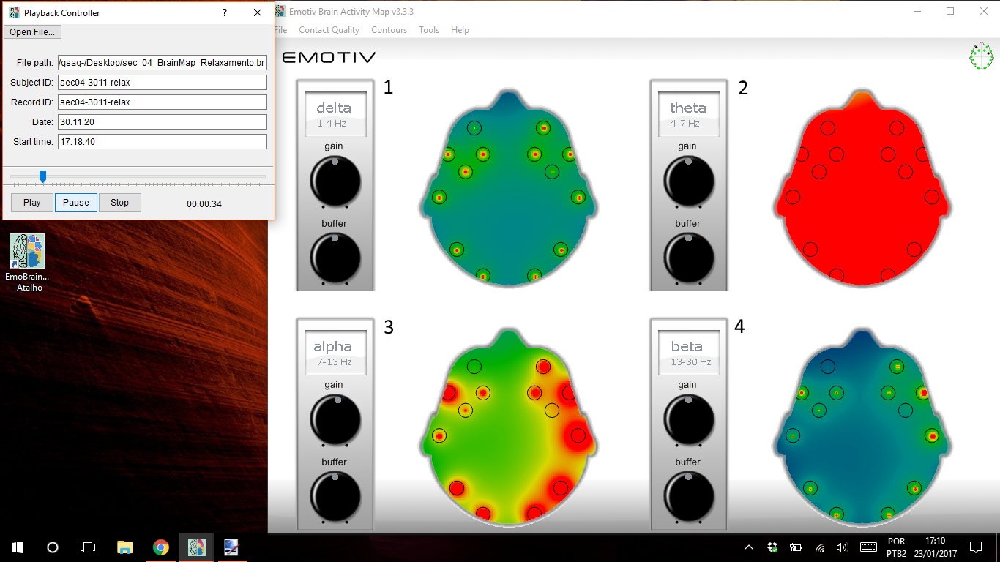 Playback Controller
?
Open File...
File path: /gsag-/Desktop/sec_04_BrainMap_Relaxamento.br
Subject ID: sec04-3011-relax
Record ID: sec04-3011-relax
Date: 30.11.20
Start time: 17.18.40
Play Pause Stop 00.00.34
EmoBrain...
- Atalho
Emotiv Brain Activity Map v3.3.3
File Contact Quality Contours Tools Help
EMOTIV
1
delta
1-4 Hz
gain
buffer
2
theta
4-7 Hz
gain
buffer
3
alpha
7-13 Hz
gain
buffer
4
beta
13-30 Hz
gain
buffer
POR
PTB2
17:10
23/01/2017